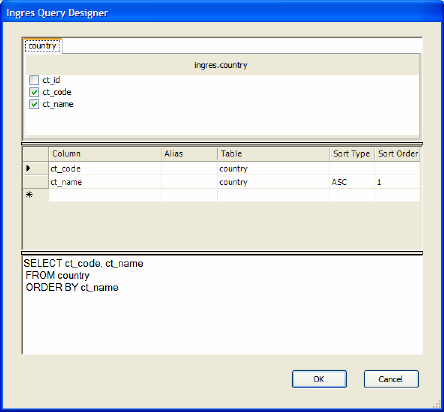 Ingres Query Designer
country
ingres.country
ct_id
ct_code
ct_name
Column Alias Table Sort Type Sort Order
ct_code country
ct_name country ASC 1
SELECT ct_code, ct_name
FROM country
ORDER BY ct_name
OK Cancel